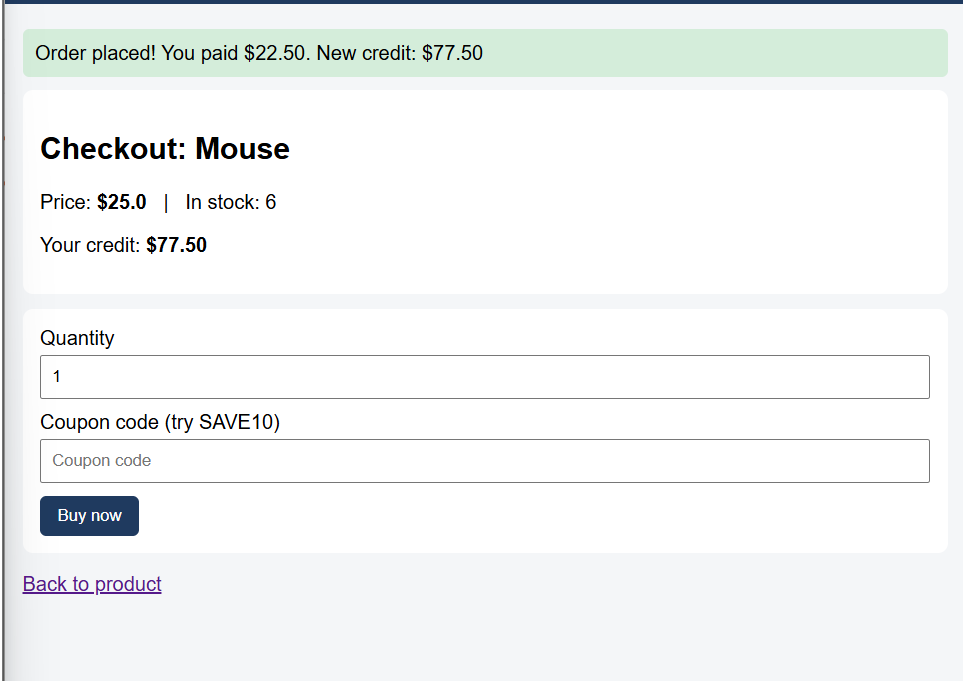 Order placed! You paid $22.50. New credit: $77.50
Checkout: Mouse
Price: $25.0 | In stock: 6
Your credit: $77.50
Quantity
1
Coupon code (try SAVE10)
Coupon code
Buy now
Back to product